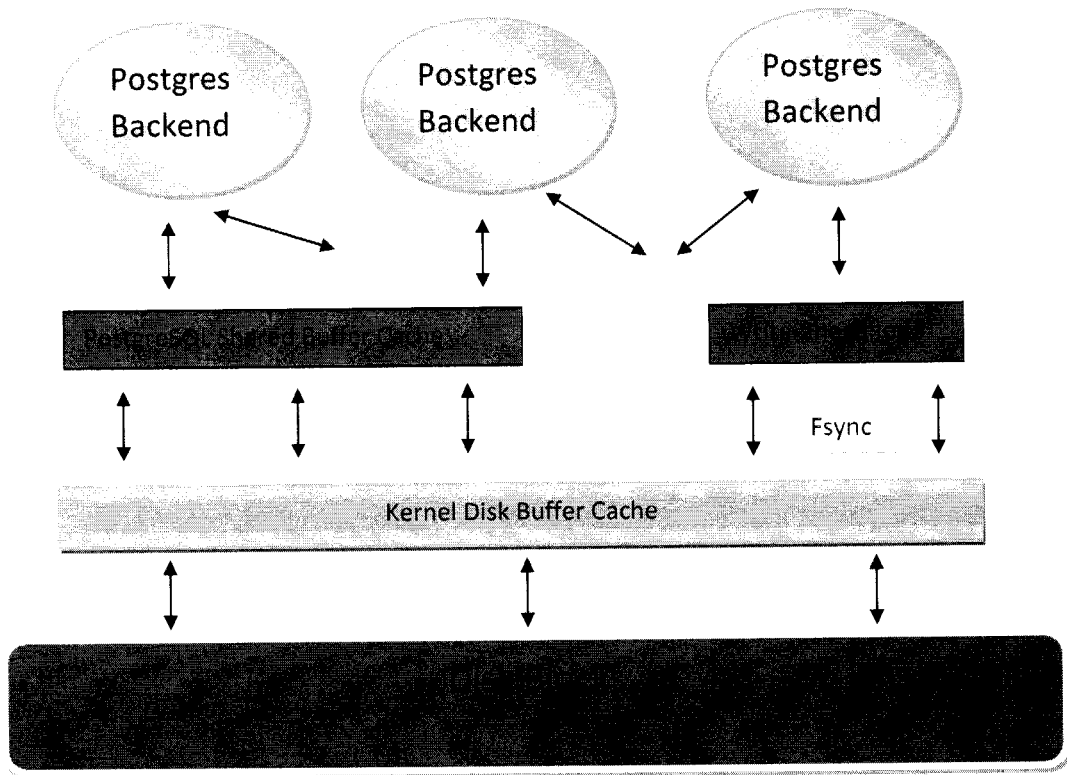 Postgres
Backend
Postgres
Backend
Postgres
Backend
PostgreSQL Shared Buffer Cache
Fsync
Kernel Disk Buffer Cache